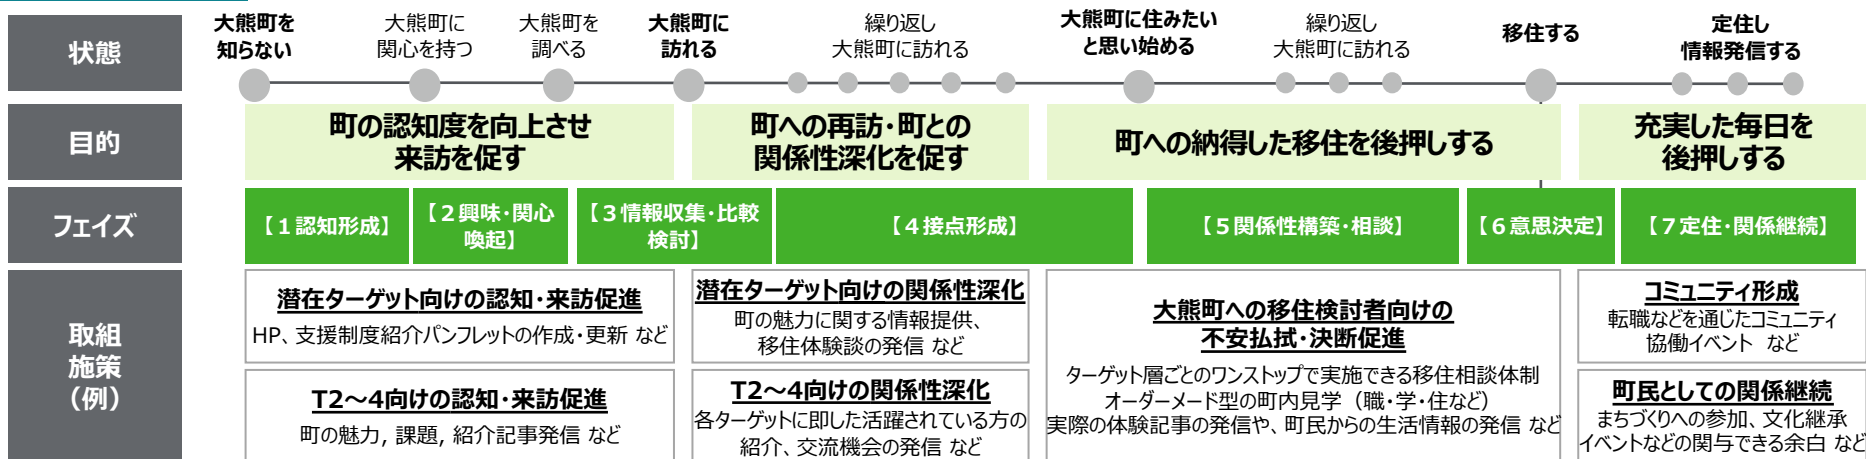 状態
大熊町を
知らない
大熊町に
関心を持つ
大熊町を
調べる
大熊町に
訪れる
繰り返し
大熊町に訪れる
大熊町に住みたい
と思い始める
繰り返し
大熊町に訪れる
移住する
定住し
情報発信する
目的
町の認知度を向上させ
来訪を促す
町への再訪・町との
関係性深化を促す
町への納得した移住を後押しする
充実した毎日を
後押しする
フェイズ
【1認知形成】
【2興味・関心
喚起】
【3情報収集・比較
検討】
【4接点形成】
【5関係性構築・相談】
【6意思決定】
【7定住・関係継続】
取組
施策
（例）
潜在ターゲット向けの認知・来訪促進
HP、支援制度紹介パンフレットの作成・更新 など
T2～4向けの認知・来訪促進
町の魅力, 課題, 紹介記事発信 など
潜在ターゲット向けの関係性深化
町の魅力に関する情報提供、
移住体験談の発信 など
T2～4向けの関係性深化
各ターゲットに即した活躍されている方の
紹介、交流機会の発信 など
大熊町への移住検討者向けの
不安払拭・決断促進
ターゲット層ごとのワンストップで実施できる移住相談体制
オーダーメード型の町内見学（職・学・住など）
実際の体験記事の発信や、町民からの生活情報の発信 など
コミュニティ形成
転職などを通じたコミュニティ
協働イベント など
町民としての関係継続
まちづくりへの参加、文化継承
イベントなどの関与できる余白 など